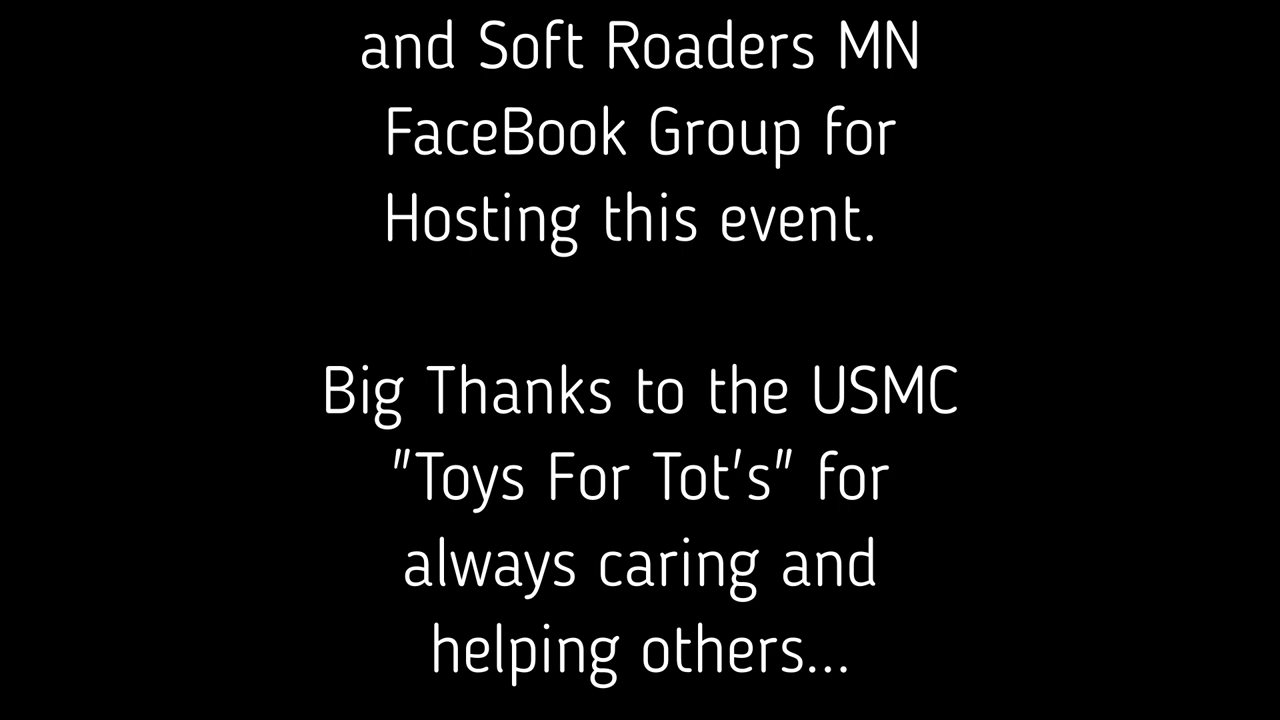 and Soft Roaders MN
FaceBook Group for
Hosting this event.
Big Thanks to the USMC
"Toys For Tot's" for
always caring and
helping others...